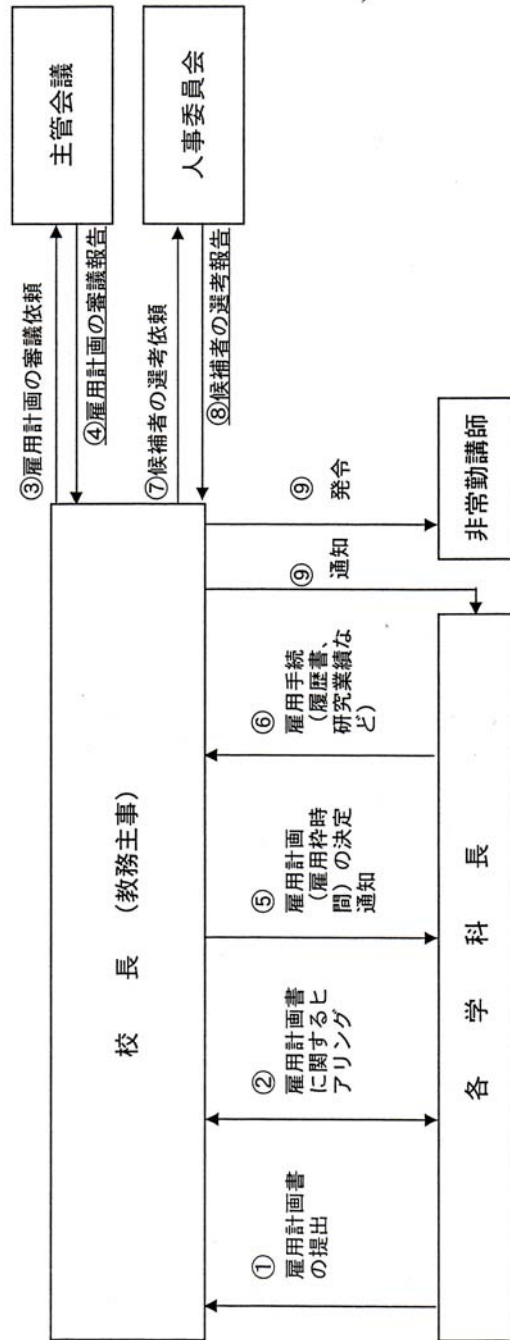 主管会議
人事委員会
③雇用計画の審議依頼
④雇用計画の審議報告
⑦候補者の選考依頼
⑧候補者の選考報告
校　長　（教務主事）
①
雇用計画書
の提出
②
雇用計画書
に関するヒ
アリング
⑤
雇用計画
（雇用枠時
間）の決定
通知
⑥
雇用手続
（履歴書、
研究業績な
ど）
⑨
通知
⑨
発令
各　学　科　長
非常勤講師